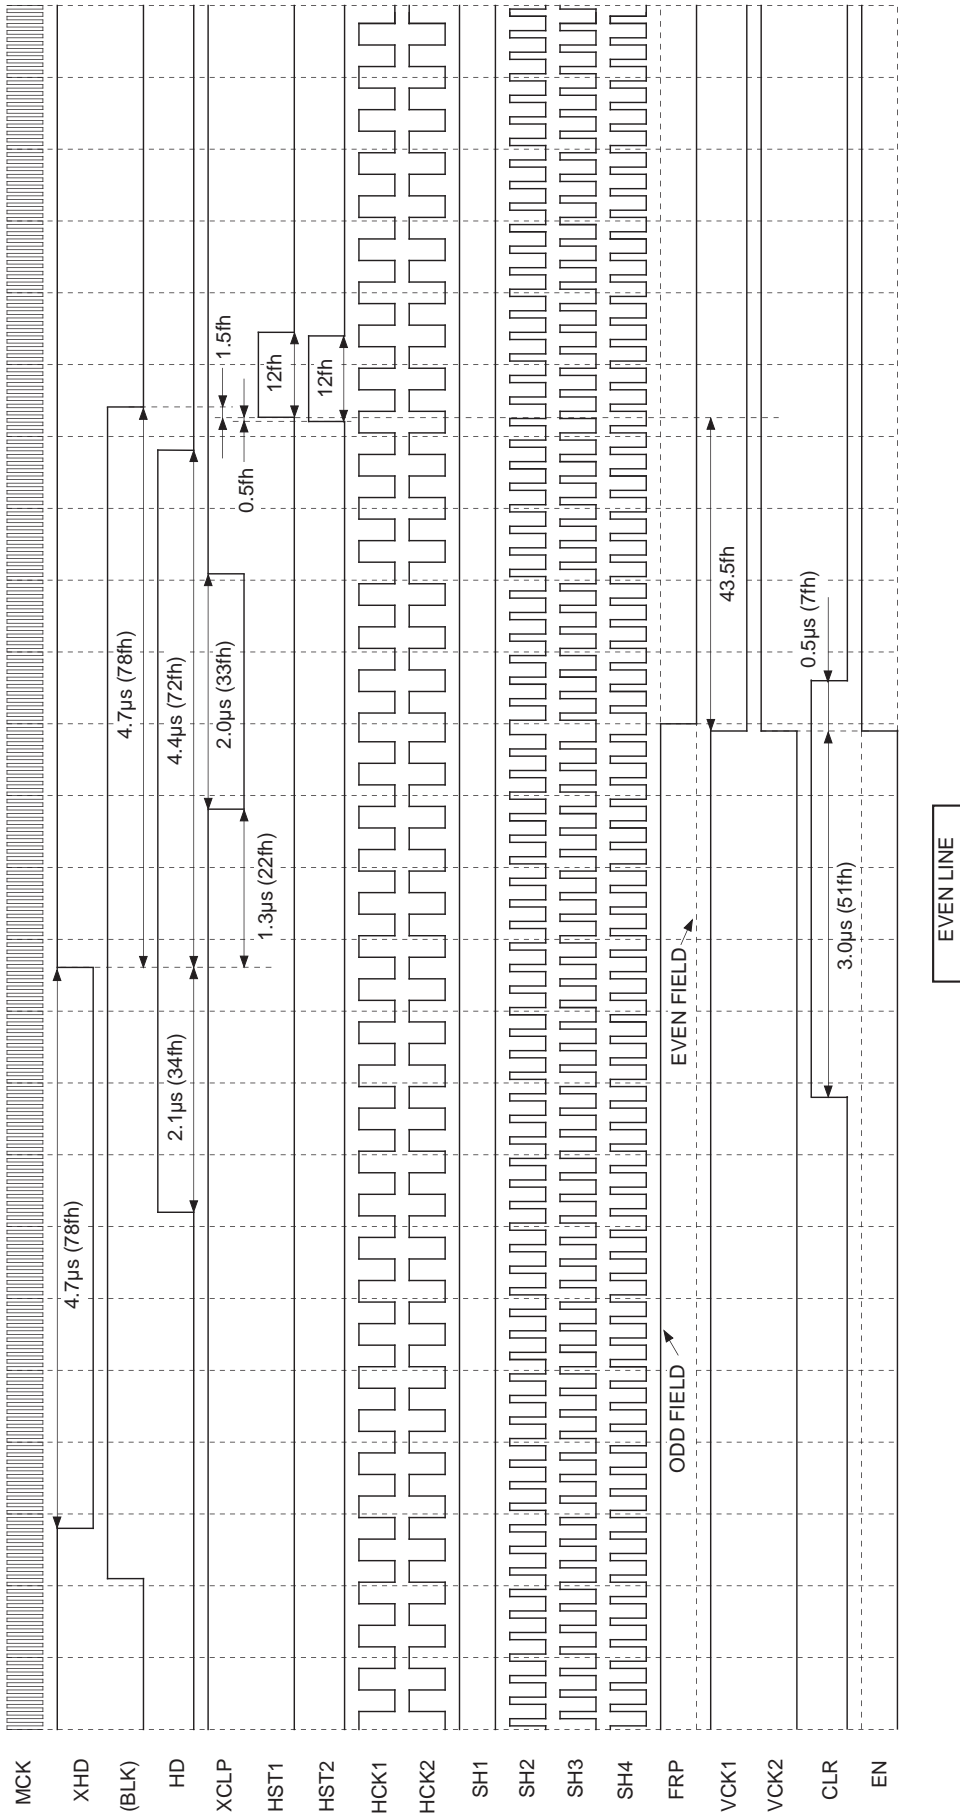 MCK
XHD
4.7µs (78fh)
(BLK)
4.7µs (78fh)
HD
2.1µs (34fh)
4.4µs (72fh)
XCLP
1.3µs (22fh)
2.0µs (33fh)
0.5fh
1.5fh
HST1
12fh
HST2
12fh
HCK1
HCK2
SH1
SH2
SH3
SH4
FRP
ODD FIELD
EVEN FIELD
VCK1
43.5fh
VCK2
CLR
3.0µs (51fh)
0.5µs (7fh)
EN
EVEN LINE